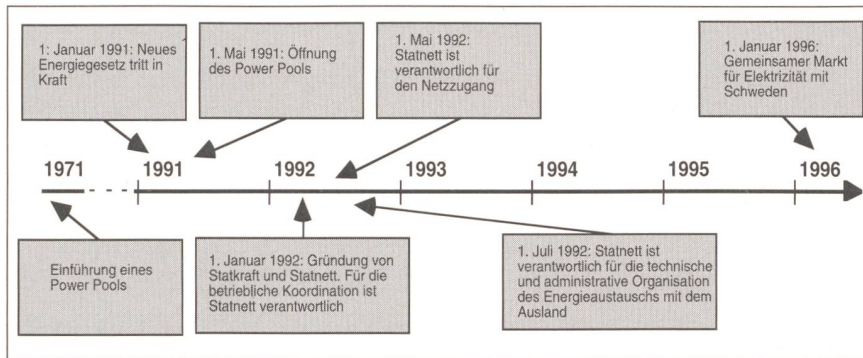 1: Januar 1991: Neues
Energiegesetz tritt in
Kraft
1. Mai 1991: Öffnung
des Power Pools
1. Mai 1992:
Statnett ist
verantwortlich für
den Netzzugang
1. Januar 1996:
Gemeinsamer Markt
für Elektrizität mit
Schweden
1971 1991 1992 1993 1994 1995 1996
Einführung eines
Power Pools
1. Januar 1992: Gründung von
Statkraft und Statnett. Für die
betriebliche Koordination ist
Statnett verantwortlich
1. Juli 1992: Statnett ist
verantwortlich für die technische
und administrative Organisation
des Energieaustauschs mit dem
Ausland